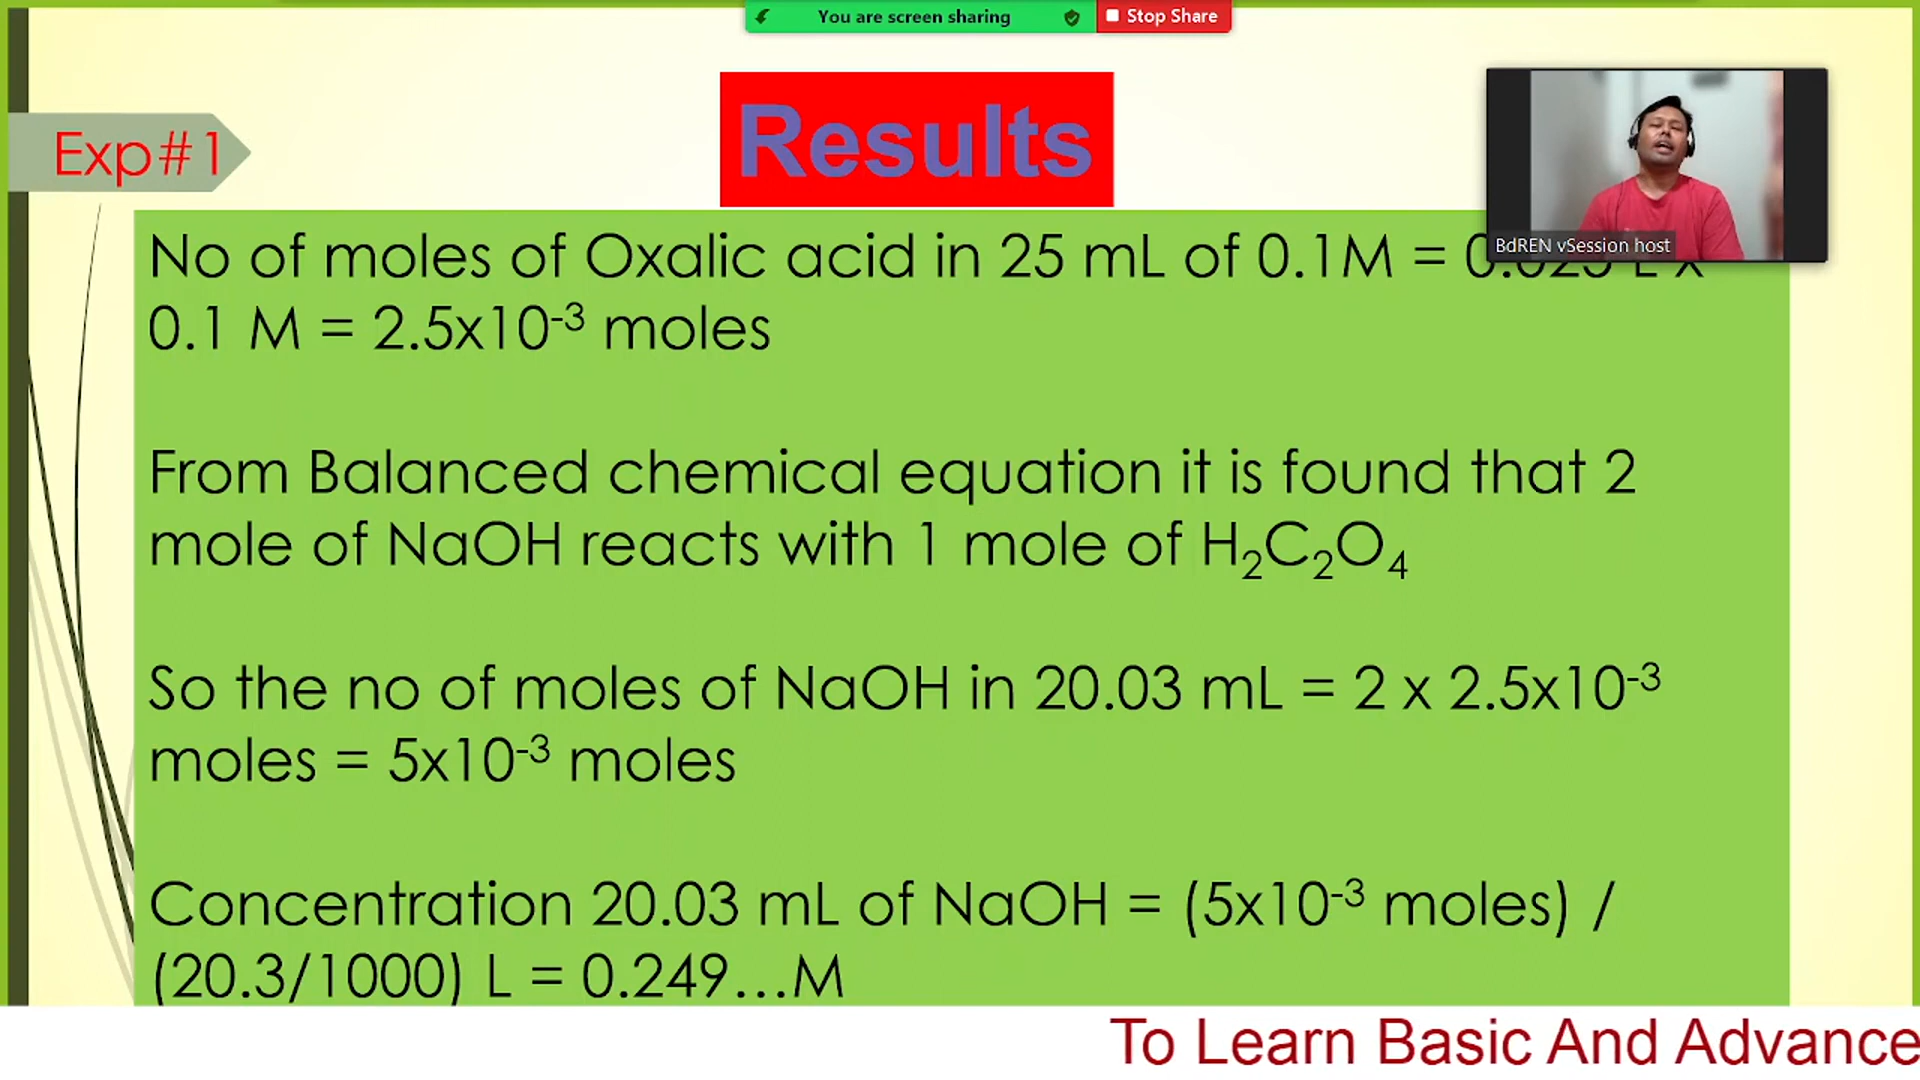 You are screen sharing
Stop Share
Exp#1
Results
BdREN vSession host
No of moles of Oxalic acid in 25 mL of 0.1M = 0.025 L x
0.1 M = 2.5x10⁻³ moles
From Balanced chemical equation it is found that 2
mole of NaOH reacts with 1 mole of H₂C₂O₄
So the no of moles of NaOH in 20.03 mL = 2 x 2.5x10⁻³
moles = 5x10⁻³ moles
Concentration 20.03 mL of NaOH = (5x10⁻³ moles) /
(20.3/1000) L = 0.249...M
To Learn Basic And Advance